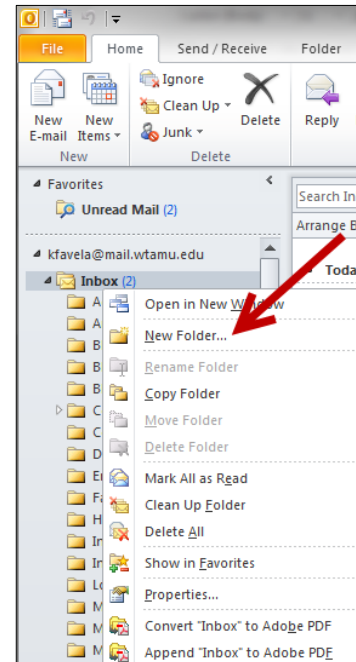 File Home Send / Receive Folder
New E-mail
New Items
Ignore
Clean Up
Junk
Delete
Reply
New
Delete
Favorites
Unread Mail (2)
Search In
Arrange B
kfavela@mail.wtamu.edu
Toda
Inbox (2)
A
Open in New Window
A
New Folder...
B
B
Rename Folder
B
Copy Folder
C
Move Folder
C
D
Delete Folder
Mark All as Read
Clean Up Folder
H
Delete All
Show in Favorites
Properties...
M
M
Convert "Inbox" to Adobe PDF
M
Append "Inbox" to Adobe PDF